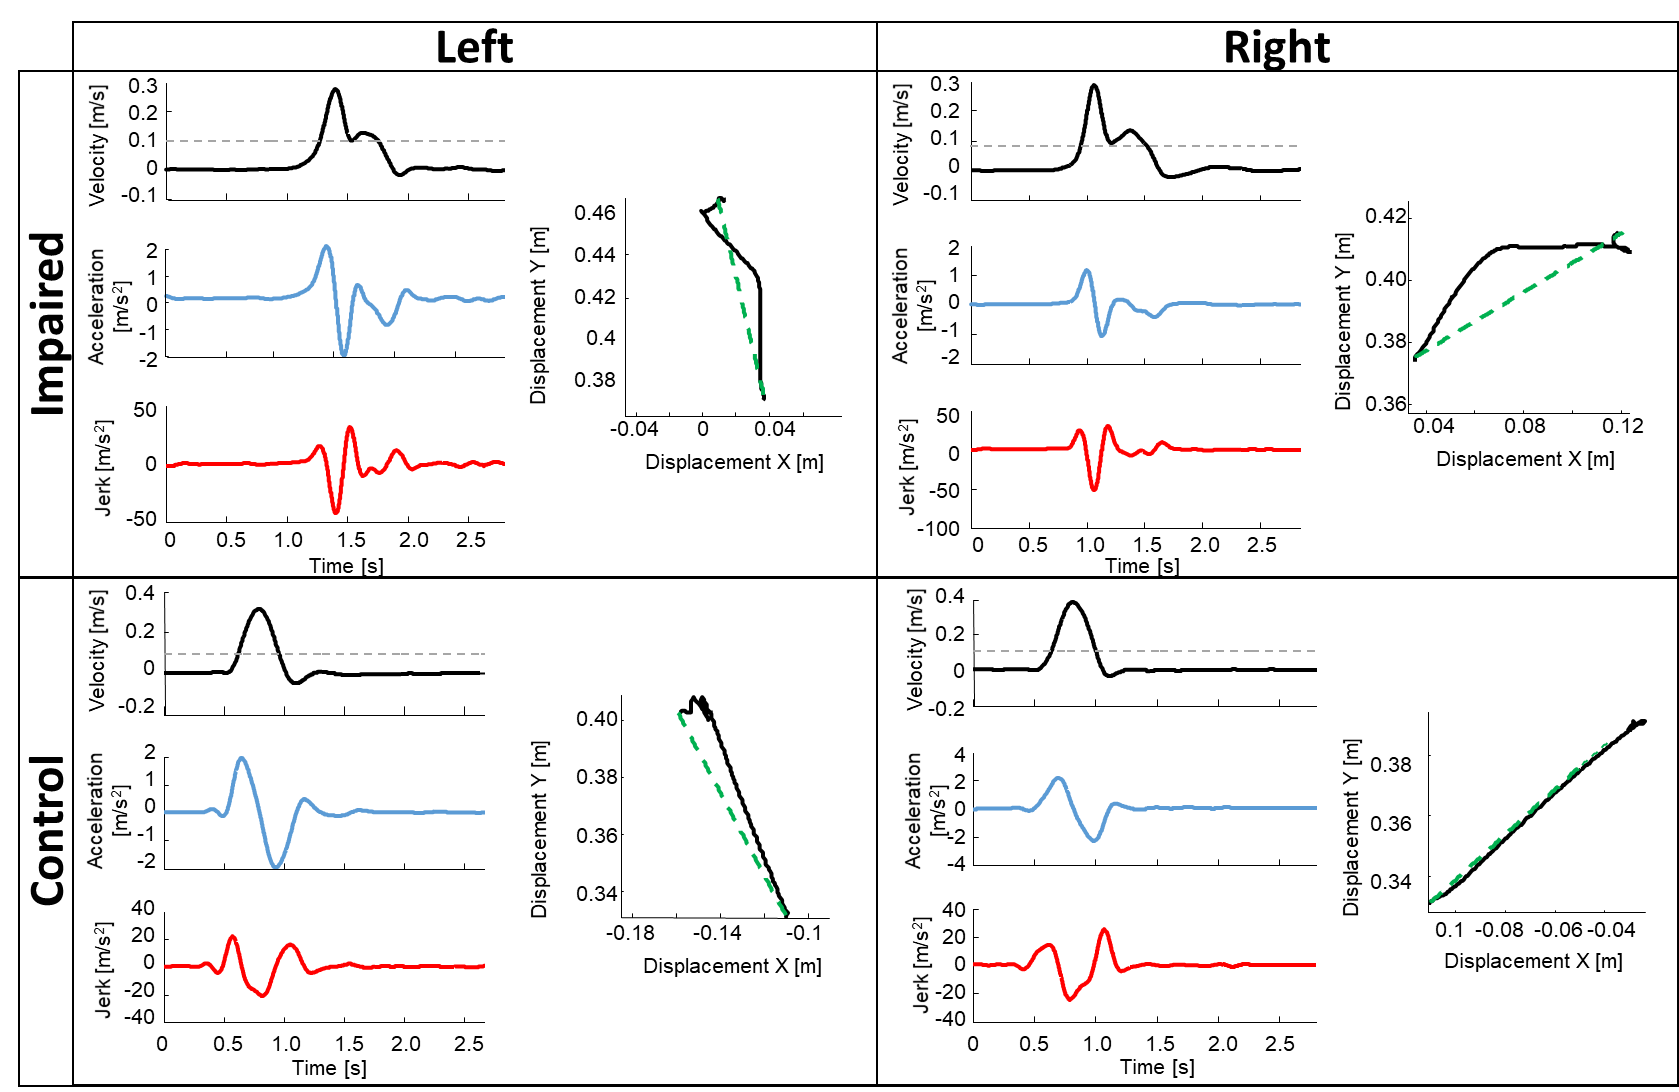 Left
Right
Impaired
Velocity [m/s]
0.3
0.2
0.1
0
-0.1
Acceleration
[m/s²]
2
1
0
-1
-2
Jerk [m/s²]
50
0
-50
0 0.5 1.0 1.5 2.0 2.5
Time [s]
Displacement Y [m]
0.46
0.44
0.42
0.4
0.38
-0.04 0 0.04
Displacement X [m]
Velocity [m/s]
0.3
0.2
0.1
0
-0.1
Acceleration
[m/s²]
2
1
0
-1
-2
Jerk [m/s²]
50
0
-50
-100
0 0.5 1.0 1.5 2.0 2.5
Time [s]
Displacement Y [m]
0.42
0.40
0.38
0.36
0.04 0.08 0.12
Displacement X [m]
Control
Velocity [m/s]
0.4
0.2
0
-0.2
Acceleration
[m/s²]
2
1
0
-1
-2
Jerk [m/s²]
40
20
0
-20
-40
0 0.5 1.0 1.5 2.0 2.5
Time [s]
Displacement Y [m]
0.40
0.38
0.36
0.34
-0.18 -0.14 -0.1
Displacement X [m]
Velocity [m/s]
0.4
0.2
0
-0.2
Acceleration
[m/s²]
4
2
0
-2
-4
Jerk [m/s²]
40
20
0
-20
-40
0 0.5 1.0 1.5 2.0 2.5
Time [s]
Displacement Y [m]
0.38
0.36
0.34
0.1 -0.08 -0.06 -0.04
Displacement X [m]